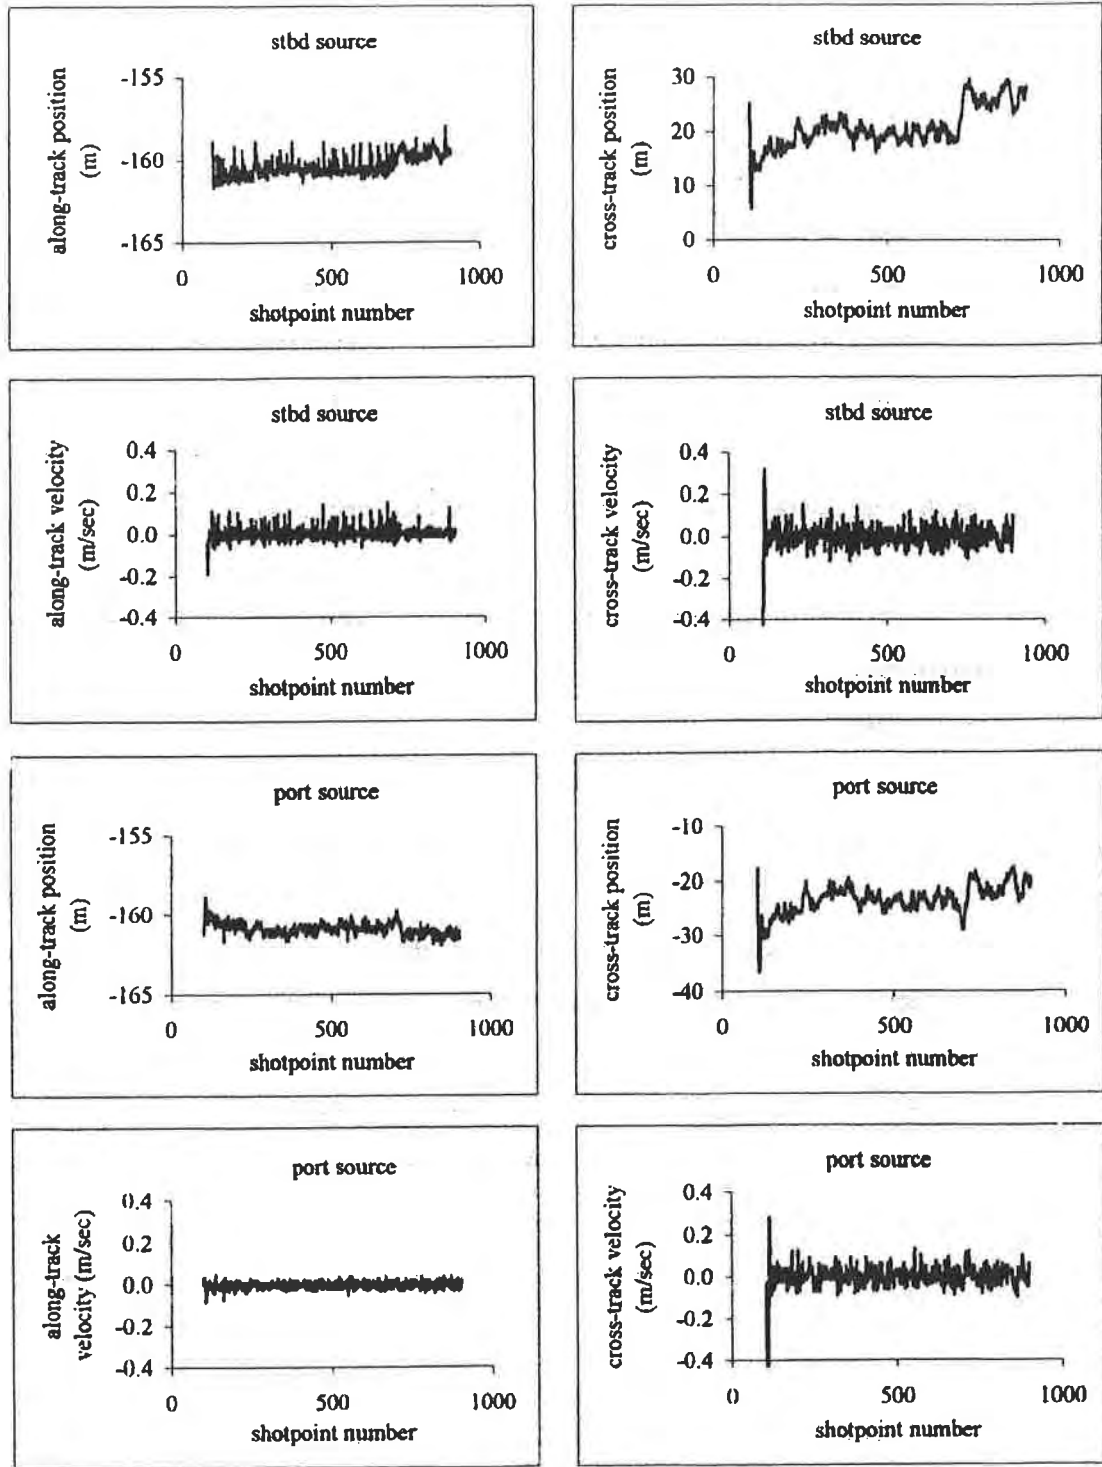 stbd source
along-track position
(m)
-155
-160
-165
0
500
1000
shotpoint number
stbd source
cross-track position
(m)
30
20
10
0
0
500
1000
shotpoint number
stbd source
along-track velocity
(m/sec)
0.4
0.2
0.0
-0.2
-0.4
0
500
1000
shotpoint number
stbd source
cross-track velocity
(m/sec)
0.4
0.2
0.0
-0.2
-0.4
0
500
1000
shotpoint number
port source
along-track position
(m)
-155
-160
-165
0
500
1000
shotpoint number
port source
cross-track position
(m)
-10
-20
-30
-40
0
500
1000
shotpoint number
port source
along-track
velocity (m/sec)
0.4
0.2
0.0
-0.2
-0.4
0
500
1000
shotpoint number
port source
cross-track velocity
(m/sec)
0.4
0.2
0.0
-0.2
-0.4
0
500
1000
shotpoint number